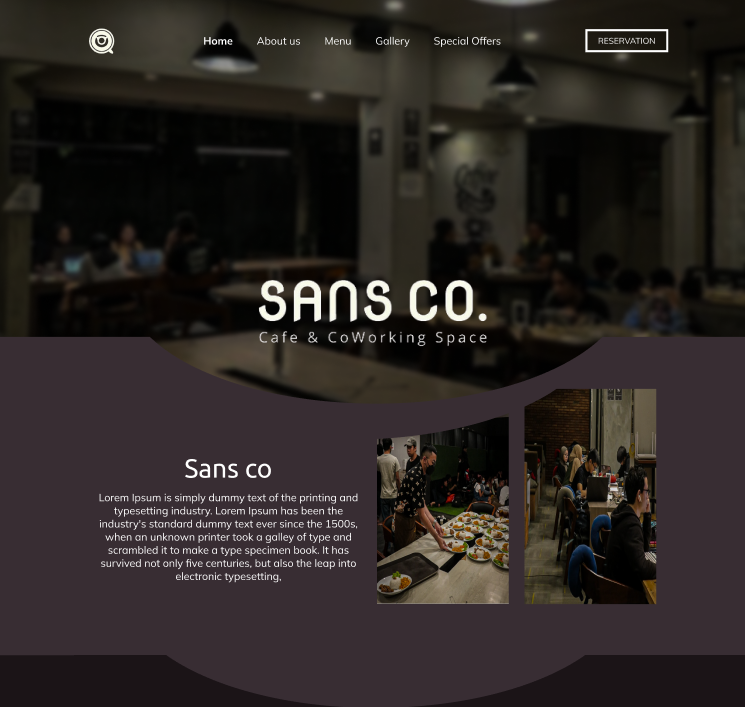 Home About us Menu Gallery Special Offers RESERVATION
SANS CO.
Cafe & CoWorking Space
Sans co
Lorem Ipsum is simply dummy text of the printing and
typesetting industry. Lorem Ipsum has been the
industry's standard dummy text ever since the 1500s,
when an unknown printer took a galley of type and
scrambled it to make a type specimen book. It has
survived not only five centuries, but also the leap into
electronic typesetting,